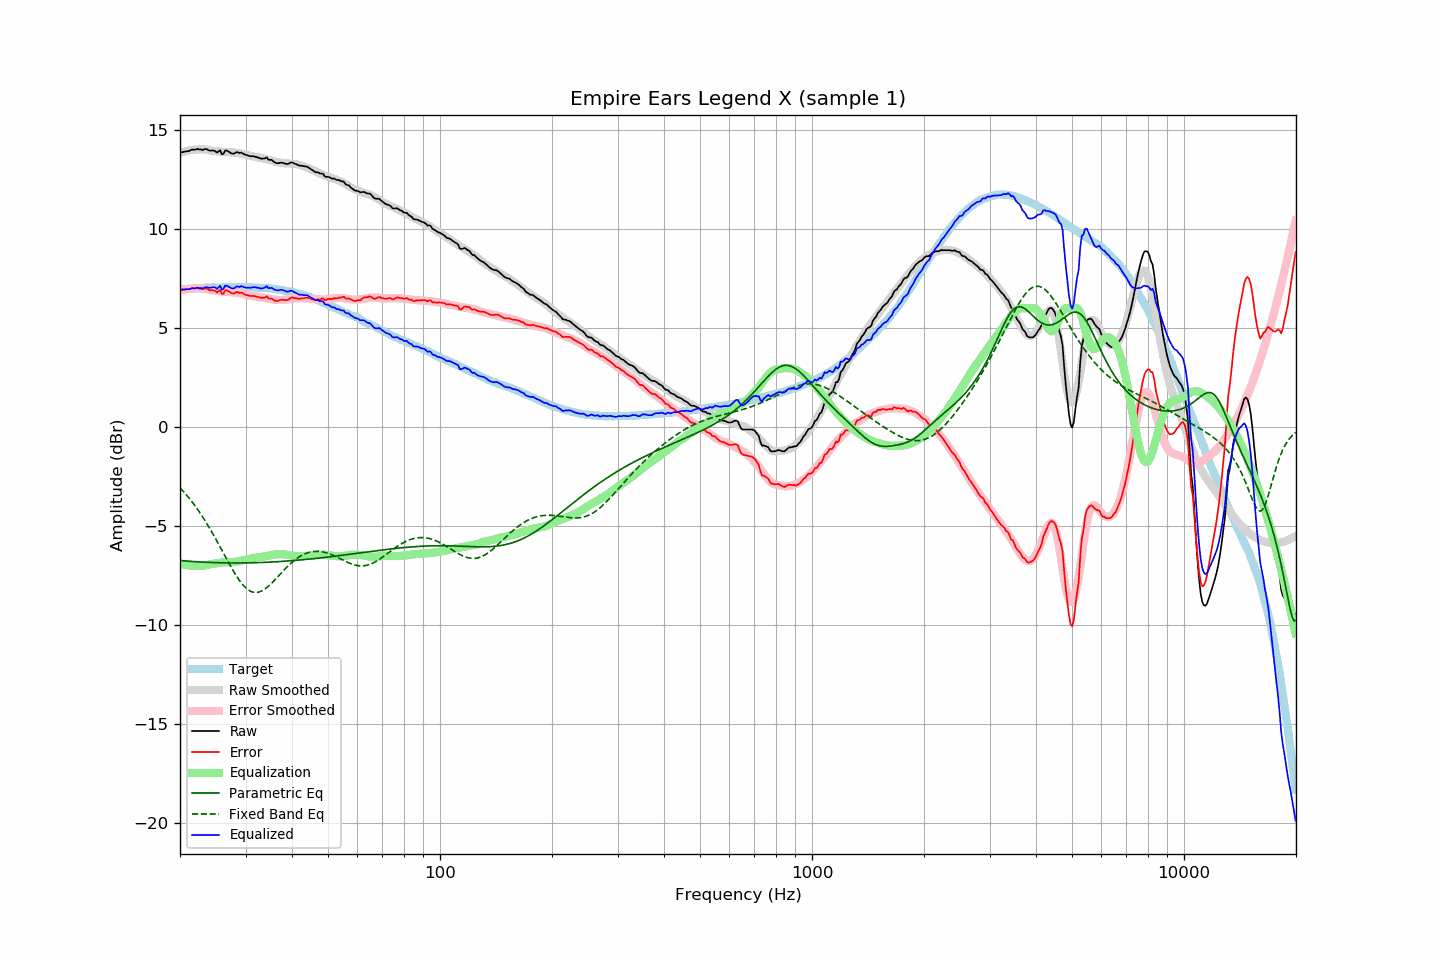 Empire Ears Legend X (sample 1)
15
10
5
0
−5
−10
−15
−20
Amplitude (dBr)
Target
Raw Smoothed
Error Smoothed
Raw
Error
Equalization
Parametric Eq
Fixed Band Eq
Equalized
100
1000
10000
Frequency (Hz)